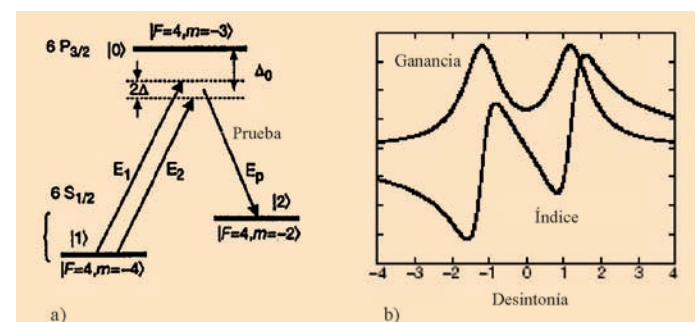 |F=4,m=-3⟩
6 P3/2
|0⟩
Δ0
2Δ
Prueba
E1
E2
Ep
6 S1/2
|2⟩
|F=4,m=-2⟩
|1⟩
|F=4,m=-4⟩
a)
Ganancia
Índice
-4 -3 -2 -1 0 1 2 3 4
Desintonía
b)